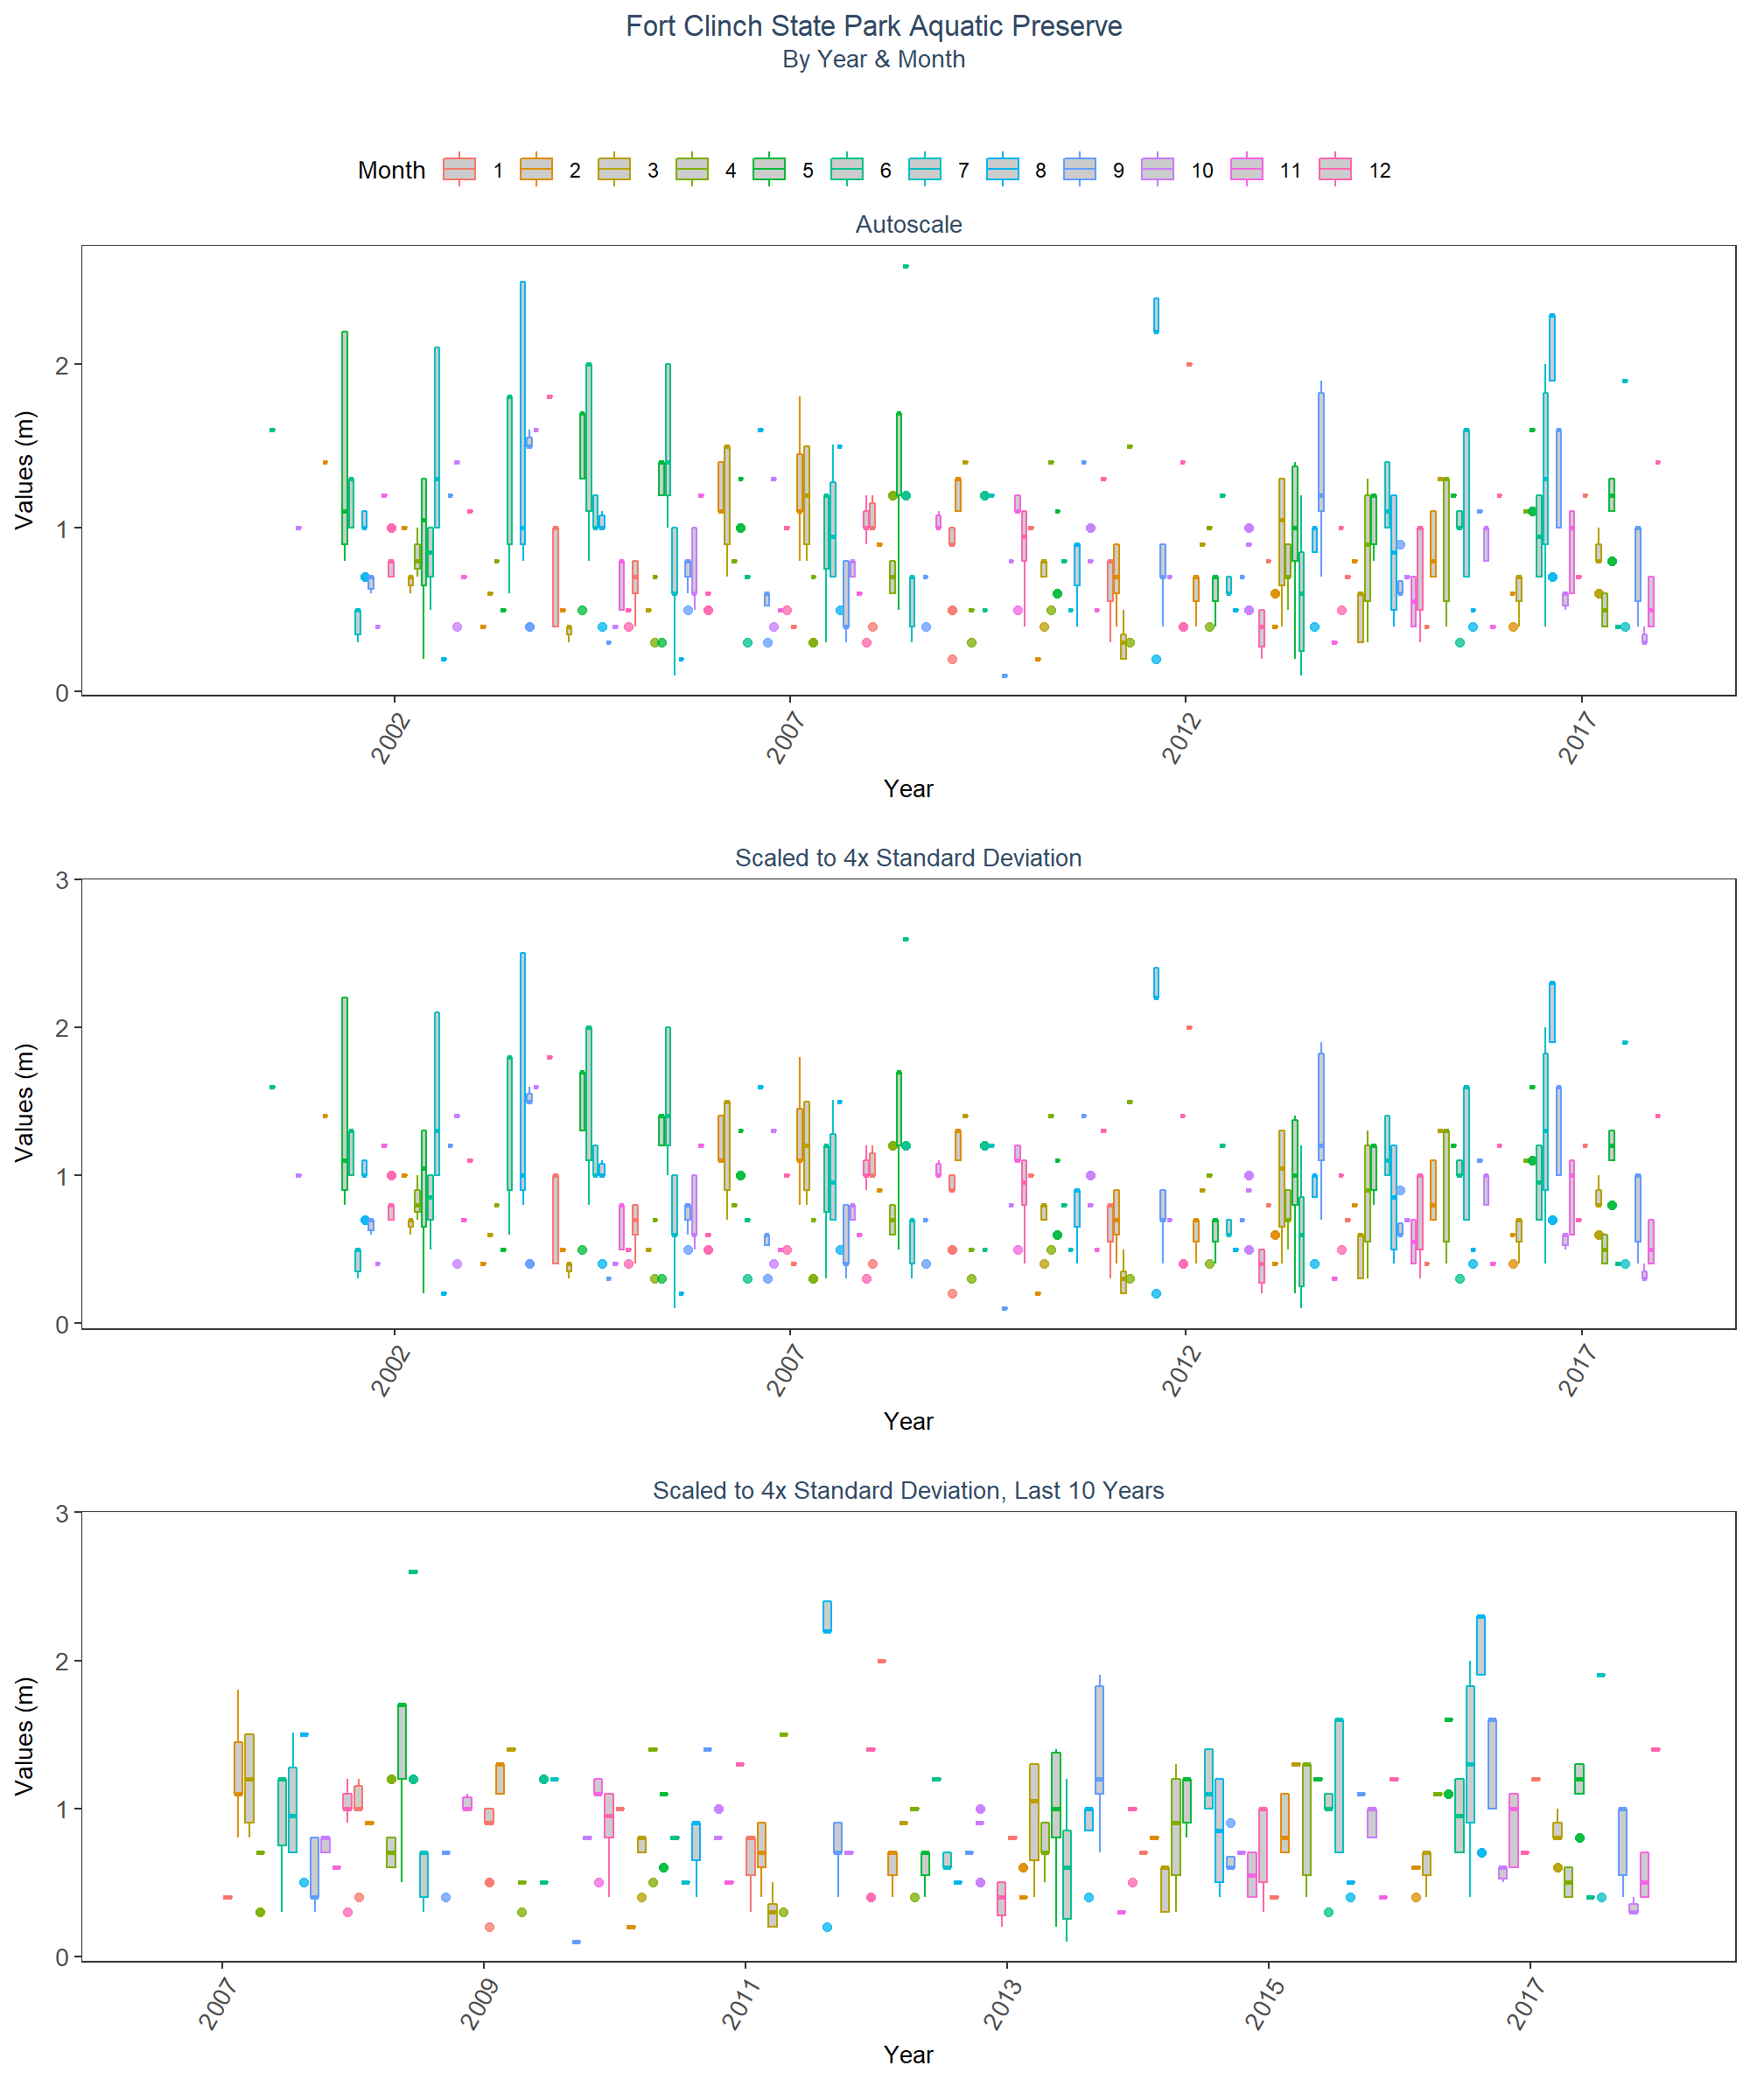 Fort Clinch State Park Aquatic Preserve
By Year & Month
Month 1 2 3 4 5 6 7 8 9 10 11 12
Autoscale
Values (m)
2
1
0
2002 2007 2012 2017
Year
Scaled to 4x Standard Deviation
Values (m)
3
2
1
0
2002 2007 2012 2017
Year
Scaled to 4x Standard Deviation, Last 10 Years
Values (m)
3
2
1
0
2007 2009 2011 2013 2015 2017
Year